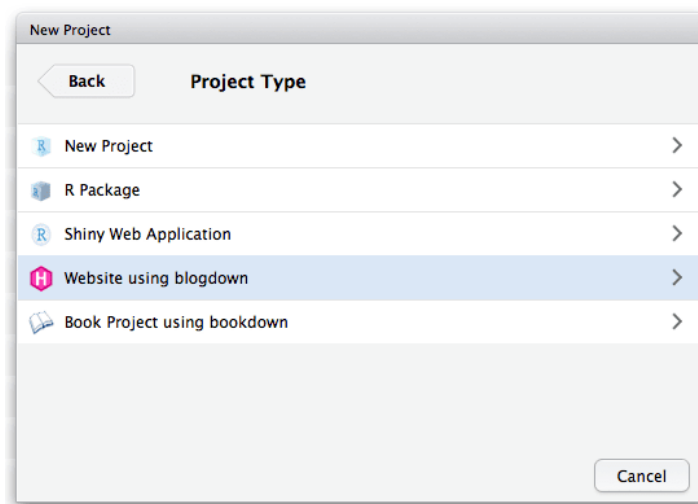 New Project
Back
Project Type
R New Project
R R Package
R Shiny Web Application
H Website using blogdown
Book Project using bookdown
Cancel